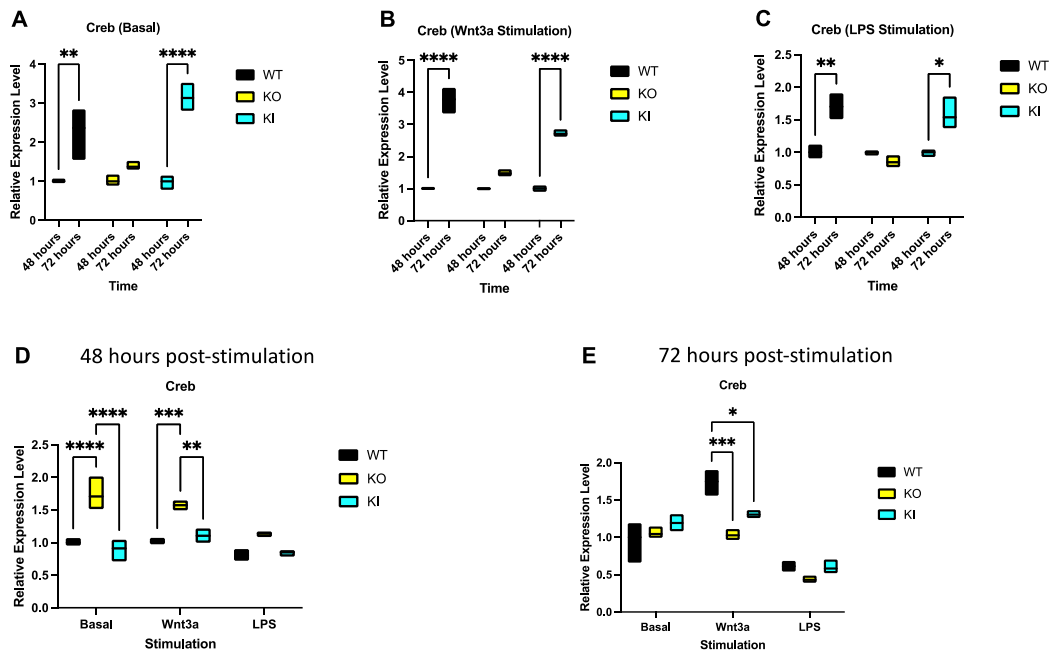 A
Creb (Basal)
Relative Expression Level
4
3
2
1
0
**
****
48 hours
72 hours
48 hours
72 hours
48 hours
72 hours
Time
WT
KO
KI
B
Creb (Wnt3a Stimulation)
Relative Expression Level
5
4
3
2
1
0
****
****
48 hours
72 hours
48 hours
72 hours
48 hours
72 hours
Time
WT
KO
KI
C
Creb (LPS Stimulation)
Relative Expression Level
2.5
2.0
1.5
1.0
0.5
0.0
**
*
48 hours
72 hours
48 hours
72 hours
48 hours
72 hours
Time
WT
KO
KI
D
48 hours post-stimulation
Creb
Relative Expression Level
2.5
2.0
1.5
1.0
0.5
0.0
****
****
***
**
Basal
Wnt3a
LPS
Stimulation
WT
KO
KI
E
72 hours post-stimulation
Creb
Relative Expression Level
2.0
1.5
1.0
0.5
0.0
*
***
Basal
Wnt3a
LPS
Stimulation
WT
KO
KI